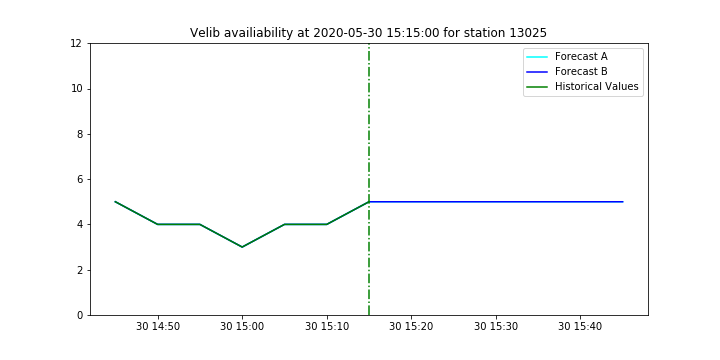 Velib availiability at 2020-05-30 15:15:00 for station 13025
12
10
8
6
4
2
0
Forecast A
Forecast B
Historical Values
30 14:50 30 15:00 30 15:10 30 15:20 30 15:30 30 15:40